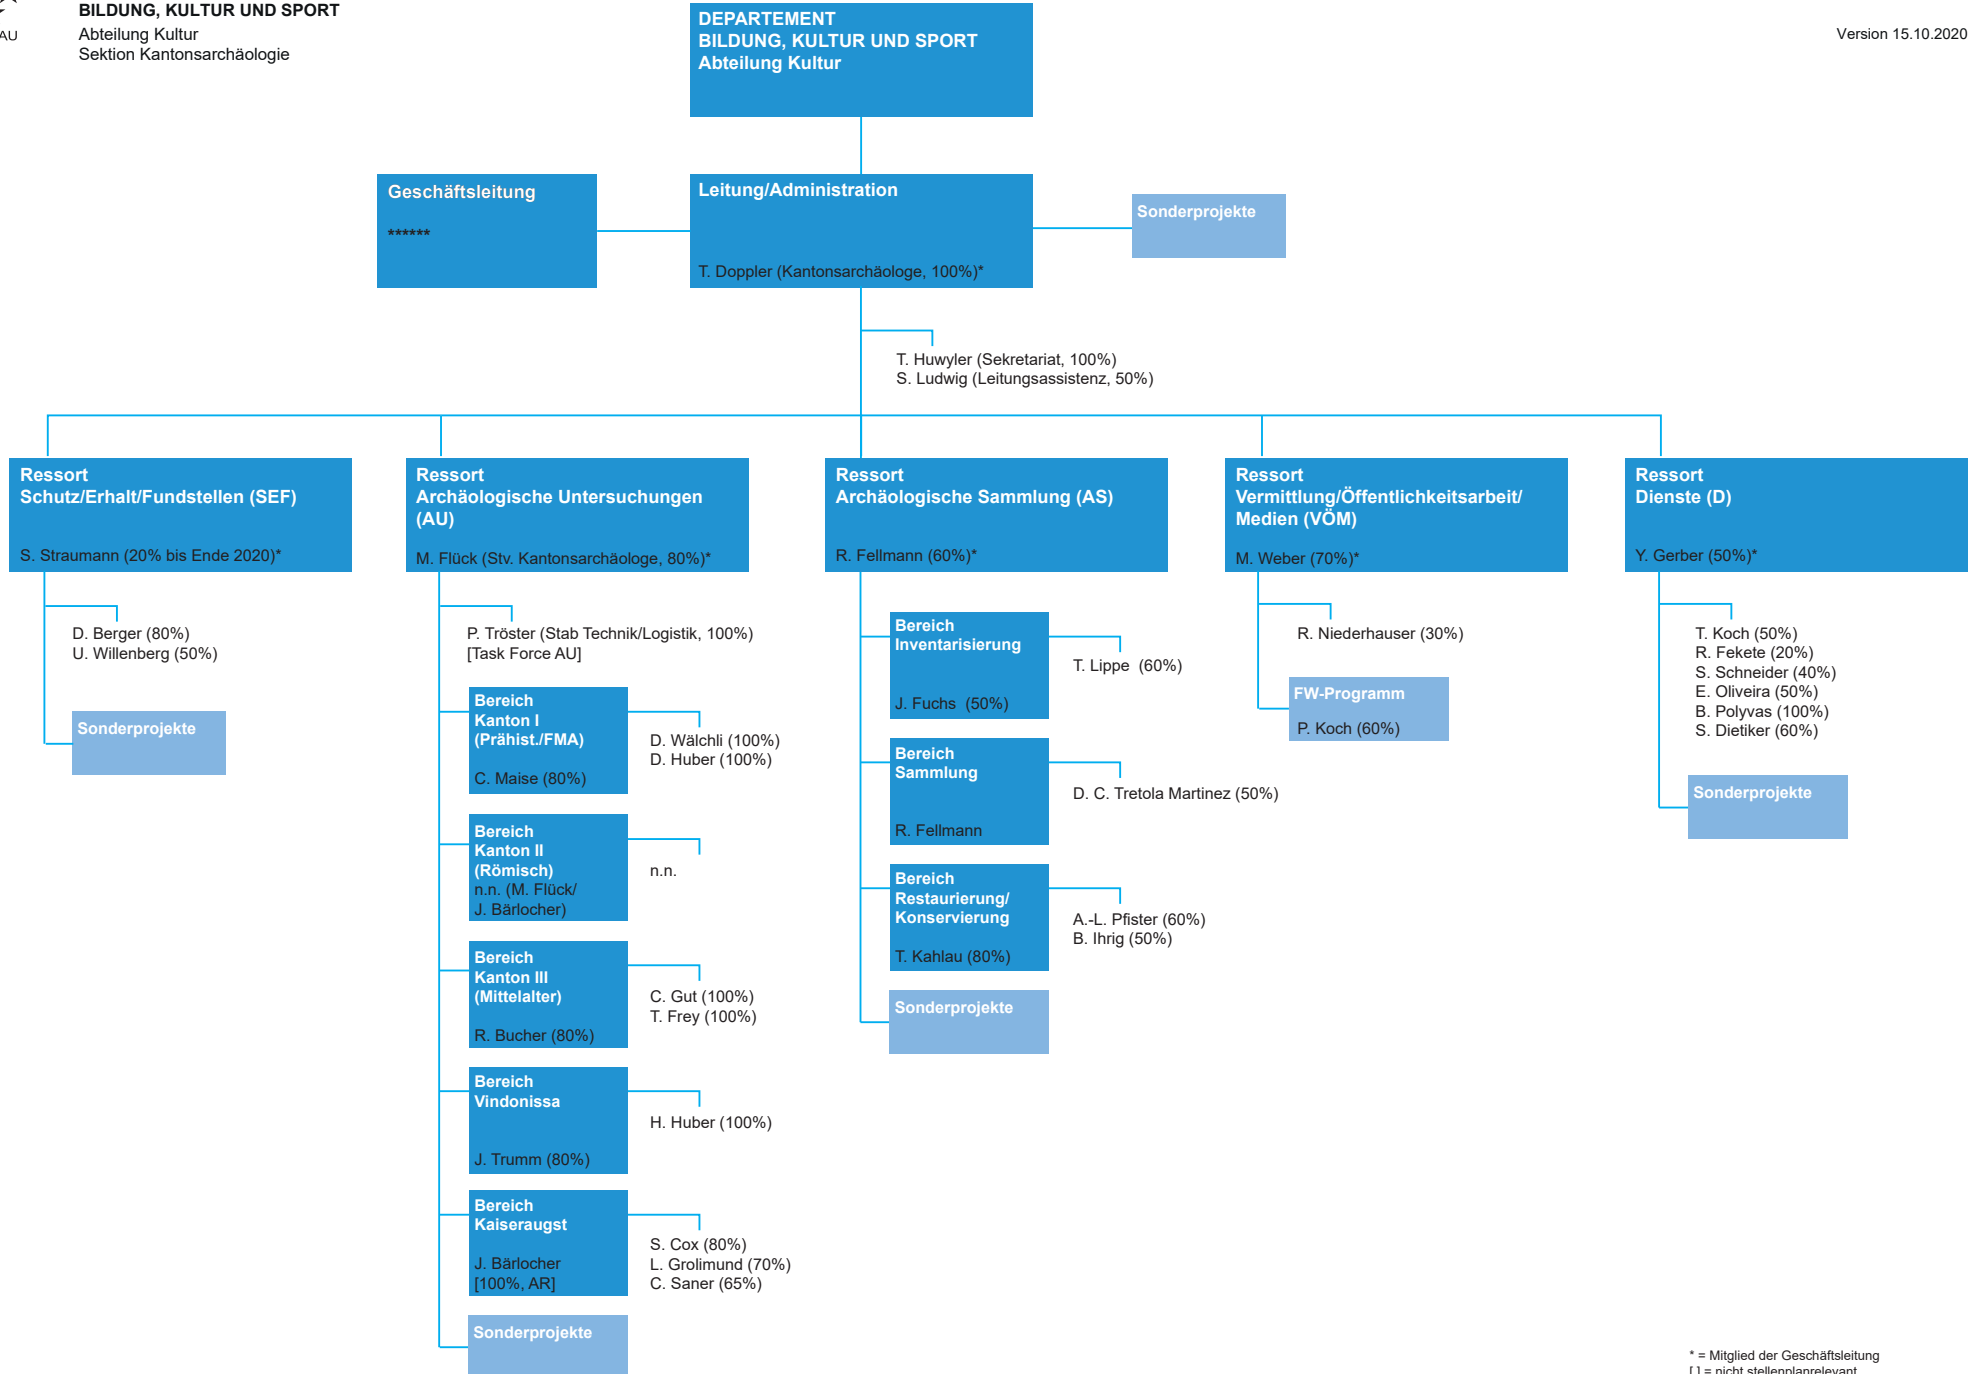 AU
BILDUNG, KULTUR UND SPORT
Abteilung Kultur
Sektion Kantonsarchäologie
DEPARTEMENT
BILDUNG, KULTUR UND SPORT
Abteilung Kultur
Version 15.10.2020
Geschäftsleitung
******
Leitung/Administration
T. Doppler (Kantonsarchäologe, 100%)*
Sonderprojekte
T. Huwyler (Sekretariat, 100%)
S. Ludwig (Leitungsassistenz, 50%)
Ressort
Schutz/Erhalt/Fundstellen (SEF)
S. Straumann (20% bis Ende 2020)*
D. Berger (80%)
U. Willenberg (50%)
Sonderprojekte
Ressort
Archäologische Untersuchungen
(AU)
M. Flück (Stv. Kantonsarchäologe, 80%)*
P. Tröster (Stab Technik/Logistik, 100%)
[Task Force AU]
Bereich
Kanton I
(Prähist./FMA)
C. Maise (80%)
D. Wälchli (100%)
D. Huber (100%)
Bereich
Kanton II
(Römisch)
n.n. (M. Flück/
J. Bärlocher)
n.n.
Bereich
Kanton III
(Mittelalter)
R. Bucher (80%)
C. Gut (100%)
T. Frey (100%)
Bereich
Vindonissa
J. Trumm (80%)
H. Huber (100%)
Bereich
Kaiseraugst
J. Bärlocher
[100%, AR]
S. Cox (80%)
L. Grolimund (70%)
C. Saner (65%)
Sonderprojekte
Ressort
Archäologische Sammlung (AS)
R. Fellmann (60%)*
Bereich
Inventarisierung
J. Fuchs (50%)
T. Lippe (60%)
Bereich
Sammlung
R. Fellmann
D. C. Tretola Martinez (50%)
Bereich
Restaurierung/
Konservierung
T. Kahlau (80%)
A.-L. Pfister (60%)
B. Ihrig (50%)
Sonderprojekte
Ressort
Vermittlung/Öffentlichkeitsarbeit/
Medien (VÖM)
M. Weber (70%)*
R. Niederhauser (30%)
FW-Programm
P. Koch (60%)
Ressort
Dienste (D)
Y. Gerber (50%)*
T. Koch (50%)
R. Fekete (20%)
S. Schneider (40%)
E. Oliveira (50%)
B. Polyvas (100%)
S. Dietiker (60%)
Sonderprojekte
* = Mitglied der Geschäftsleitung
[ ] = nicht stellenplanrelevant